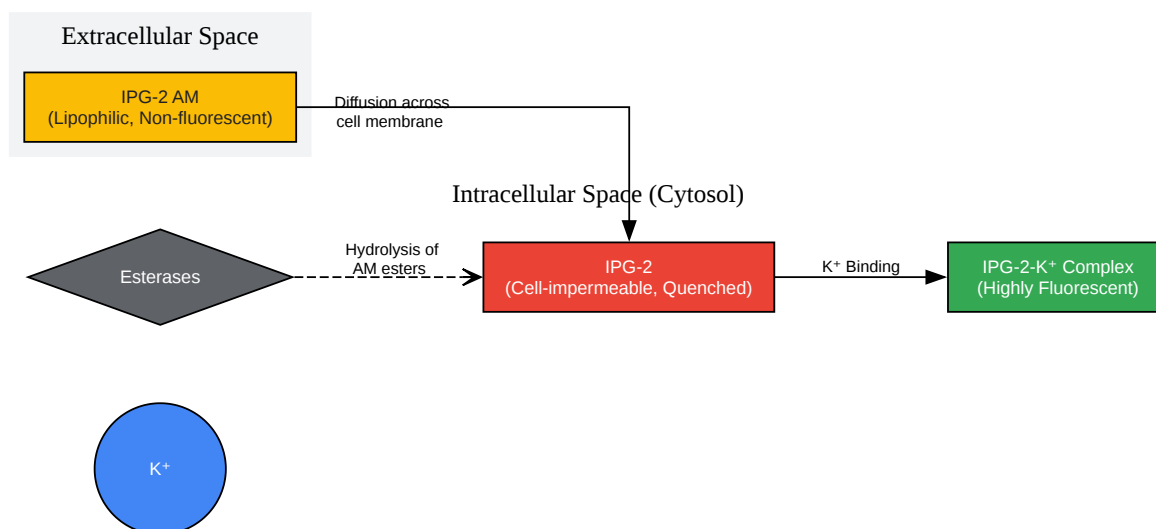 Extracellular Space
IPG-2 AM
(Lipophilic, Non-fluorescent)
Diffusion across
cell membrane
Intracellular Space (Cytosol)
Esterases
Hydrolysis of
AM esters
IPG-2
(Cell-impermeable, Quenched)
K⁺ Binding
IPG-2-K⁺ Complex
(Highly Fluorescent)
K⁺